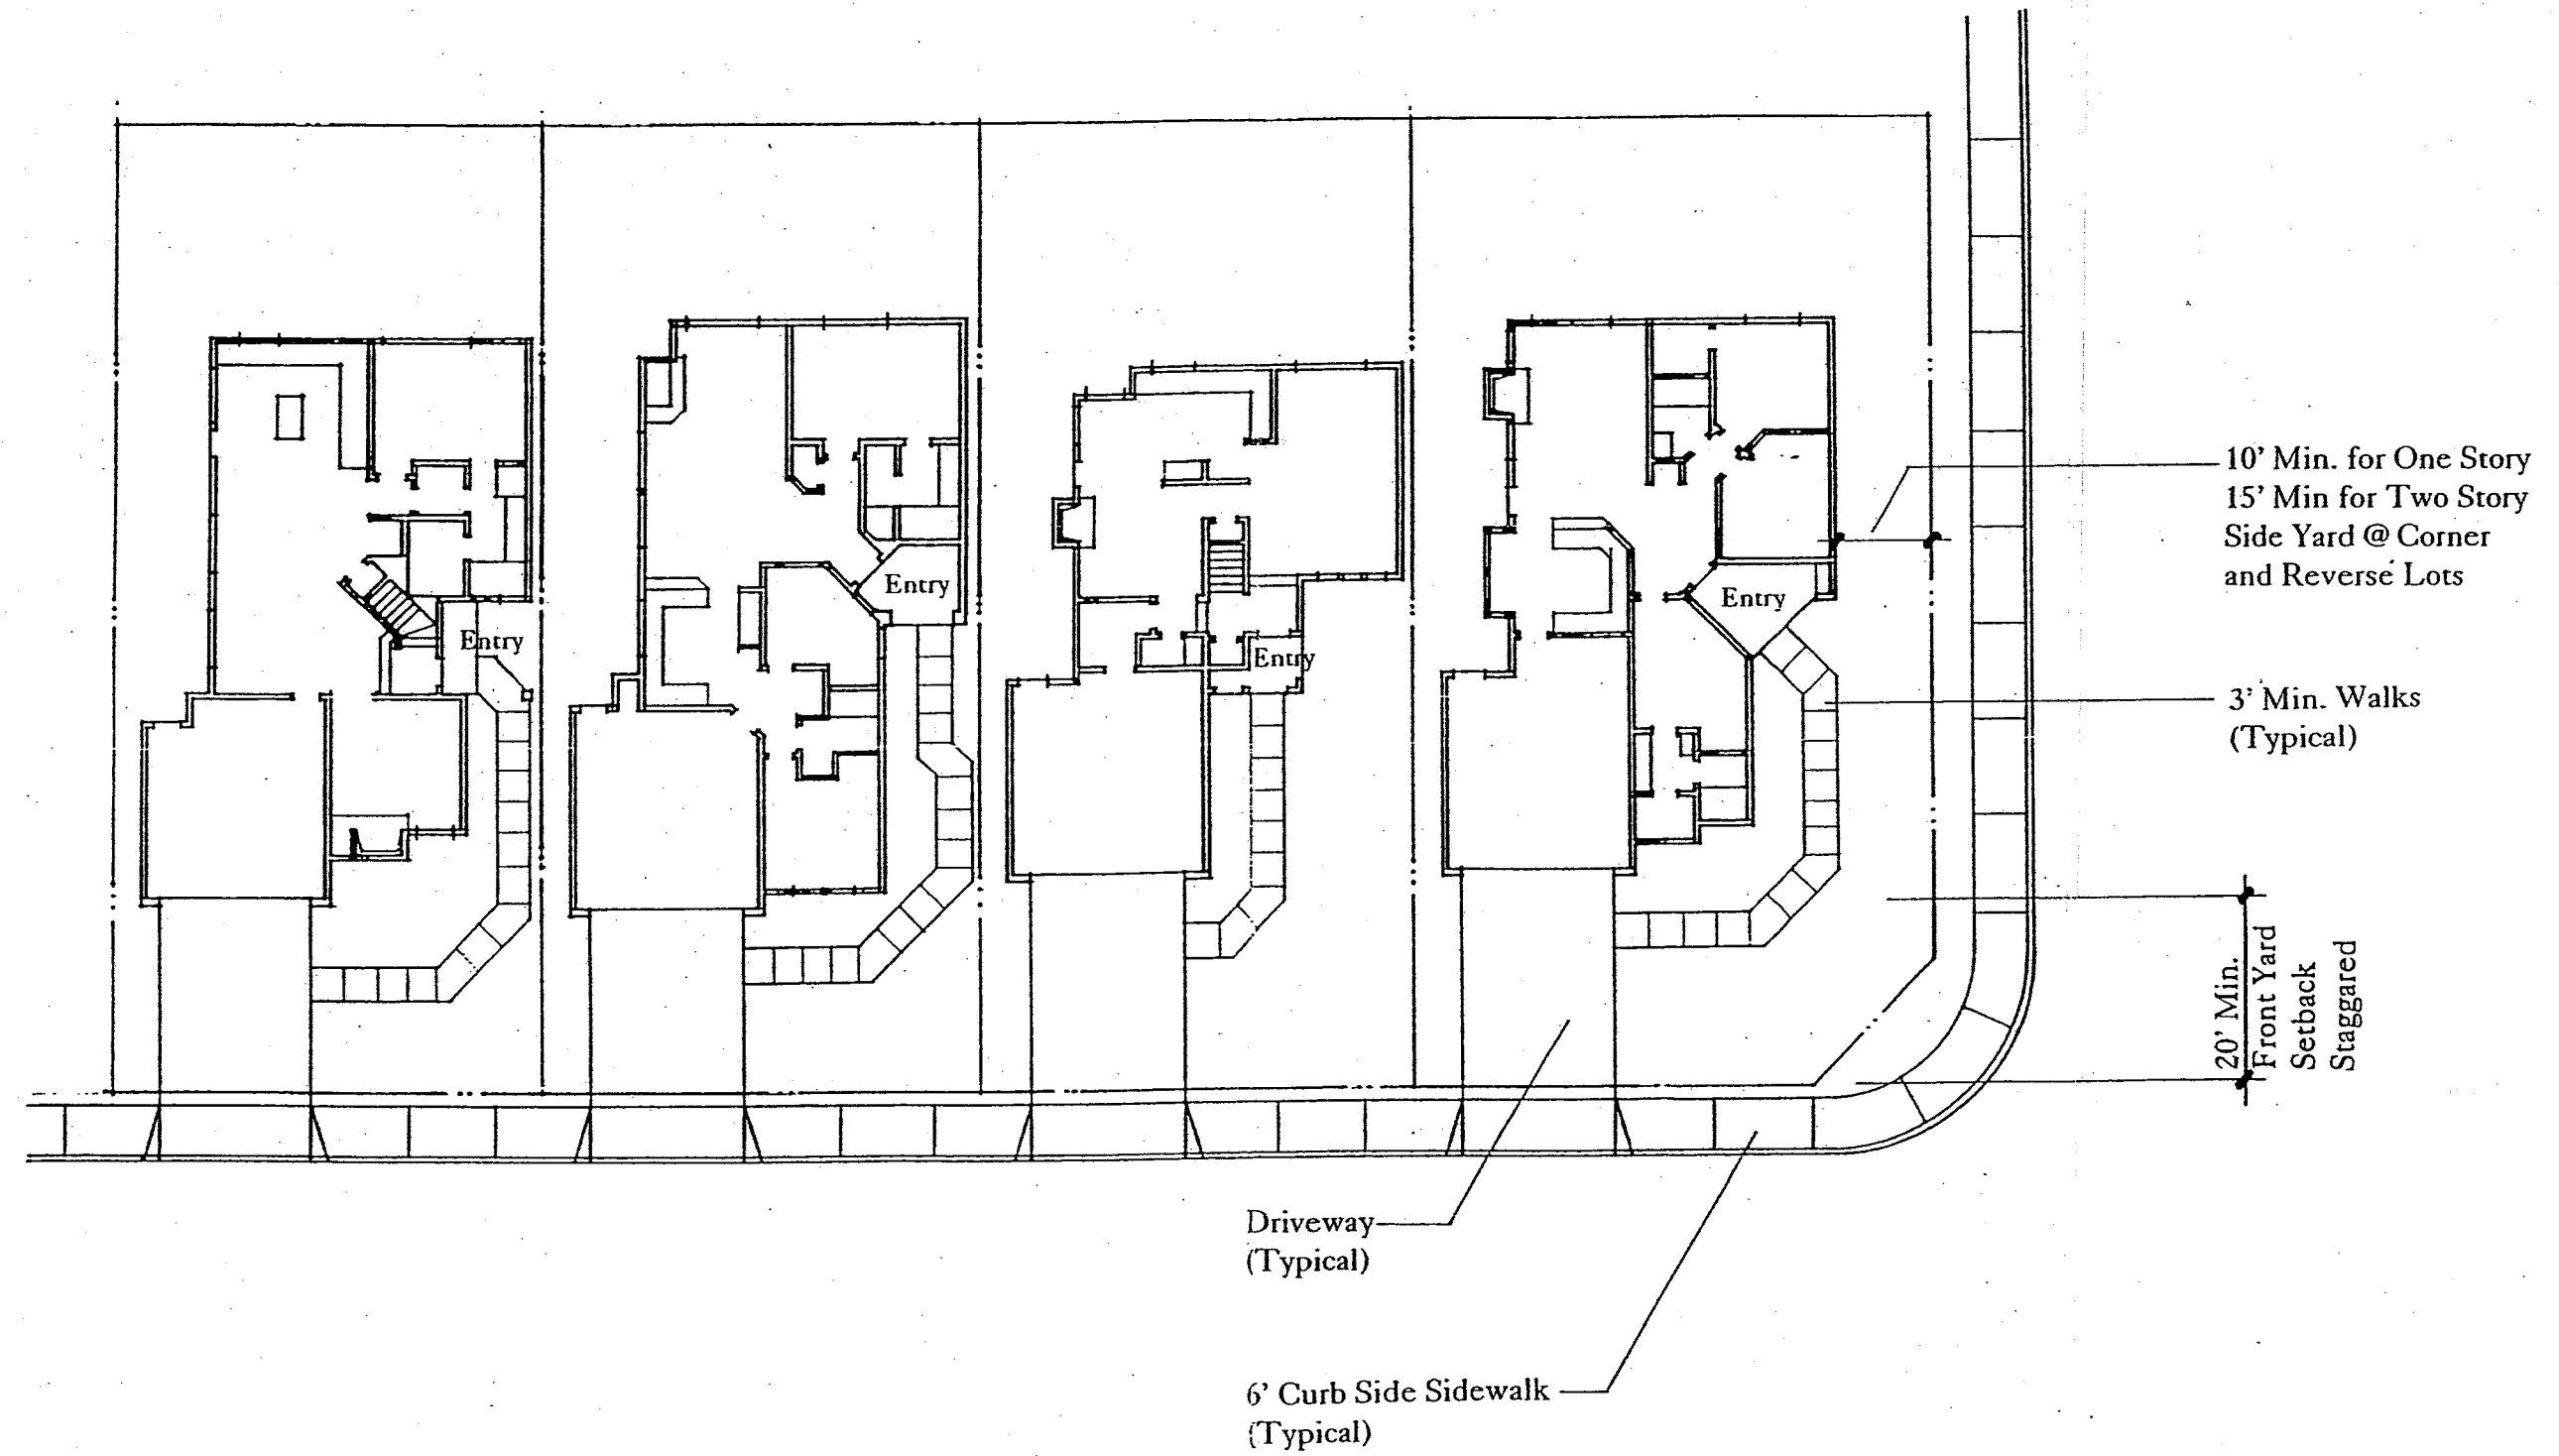 10' Min. for One Story
15' Min for Two Story
Side Yard @ Corner
and Reverse Lots
Entry
Entry
Entry
Entry
3' Min. Walks
(Typical)
20' Min.
Front Yard
Setback
Staggared
Driveway
(Typical)
6' Curb Side Sidewalk
(Typical)